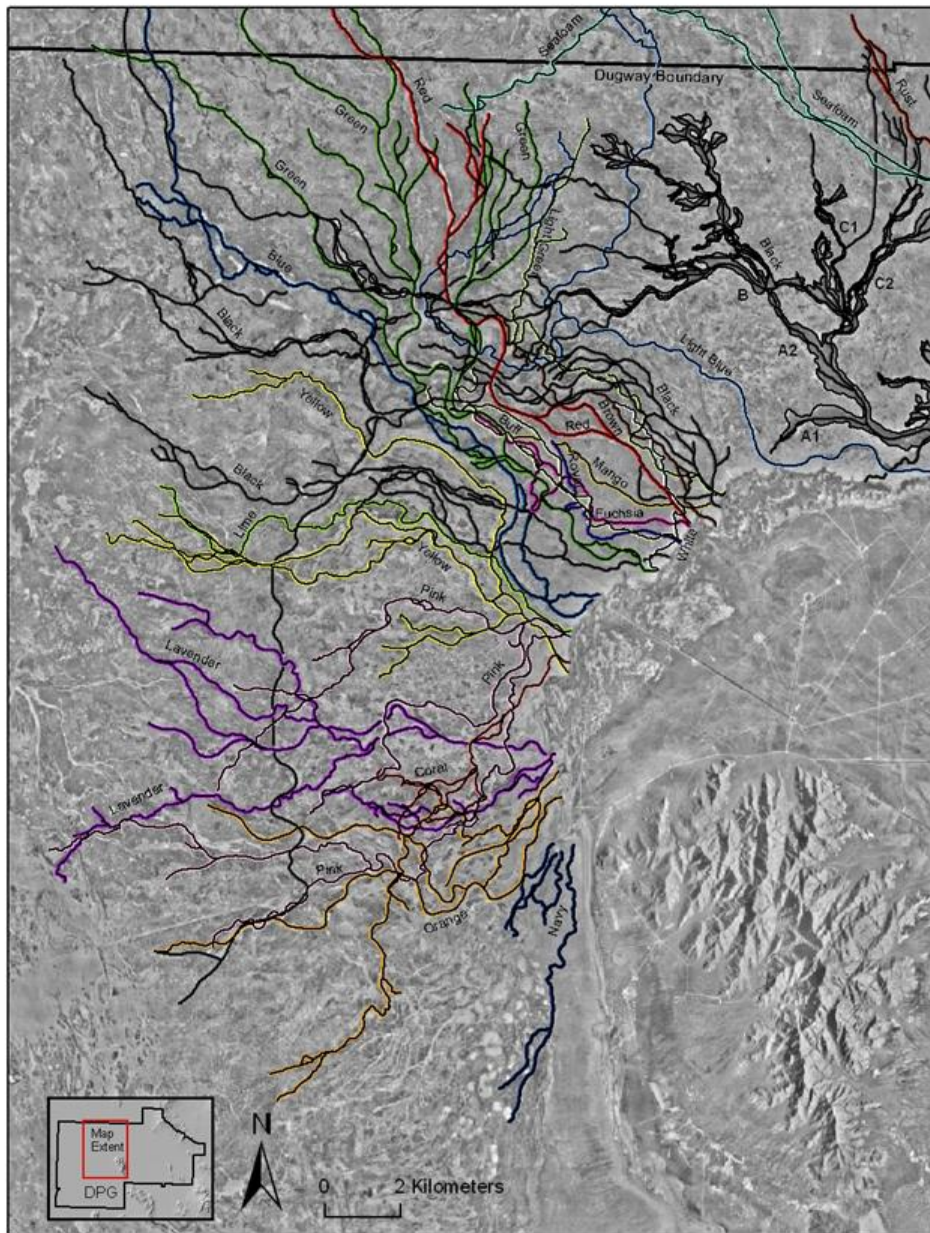 Seafoam
Dugway Boundary
Red
Rust
Green
Green
Seafoam
Green
Light Green
C1
Black
Blue
B
C2
Black
A2
Light Blue
Yellow
Black
Brown
Buff
Red
A1
Mango
Black
Fuchsia
Lime
White
Yellow
Pink
Lavender
Pink
Coral
Lavender
Pink
Orange
Navy
Map
Extent
DPG
N
0 2 Kilometers